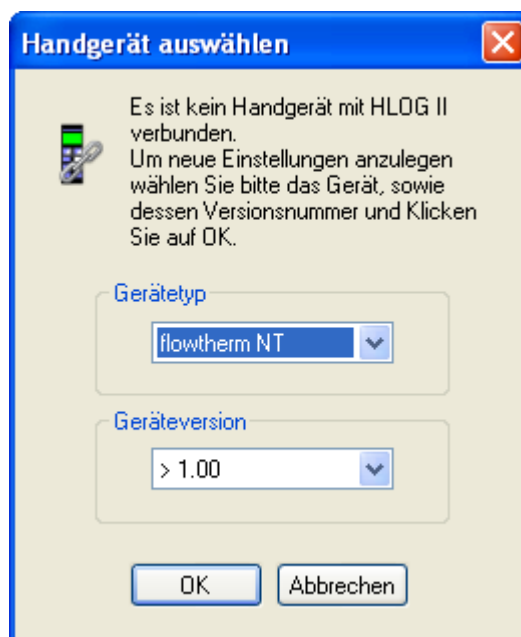 Handgerät auswählen
Es ist kein Handgerät mit HLOG II
verbunden.
Um neue Einstellungen anzulegen
wählen Sie bitte das Gerät, sowie
dessen Versionsnummer und Klicken
Sie auf OK.
Gerätetyp
flowtherm NT
Geräteversion
> 1.00
OK
Abbrechen